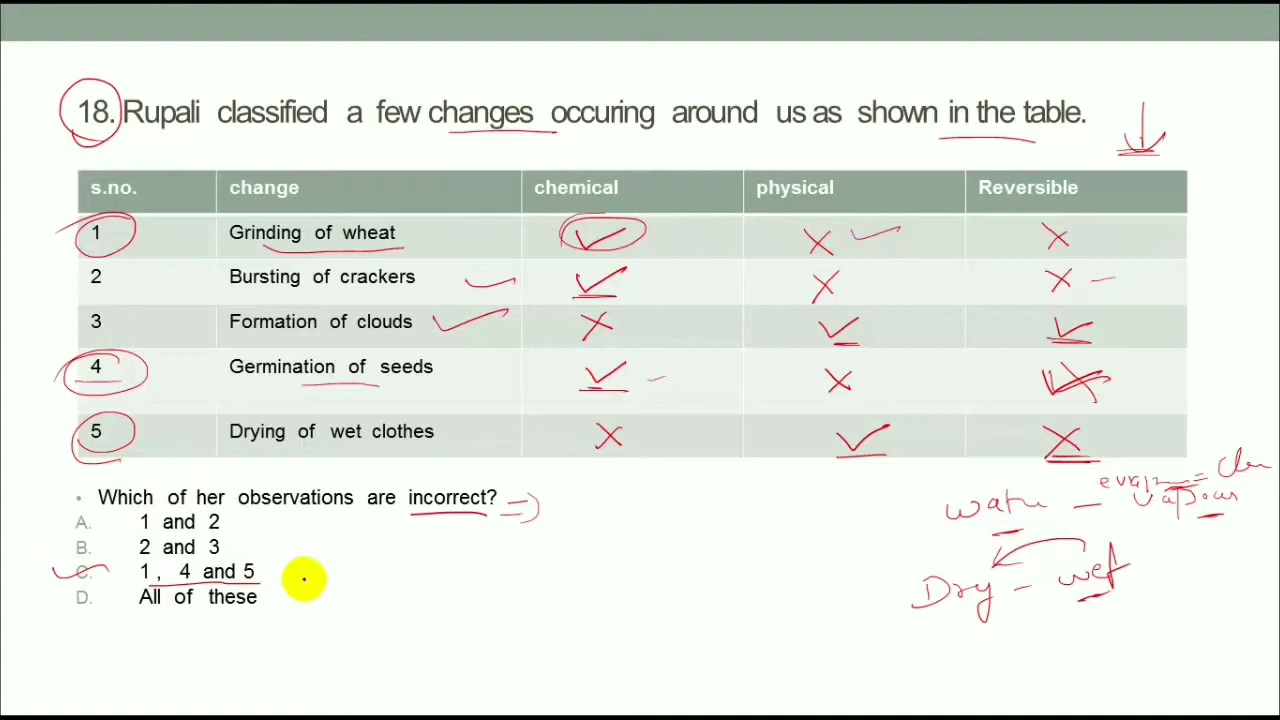 18. Rupali classified a few changes occuring around us as shown in the table.
s.no. change chemical physical Reversible
1 Grinding of wheat ✓ X ✓ X
2 Bursting of crackers ✓ X X
3 Formation of clouds X ✓ ✓
4 Germination of seeds ✓ X
5 Drying of wet clothes X ✓ X
• Which of her observations are incorrect?
A. 1 and 2
B. 2 and 3
C. 1 , 4 and 5
D. All of these
vapour
Dry - wet